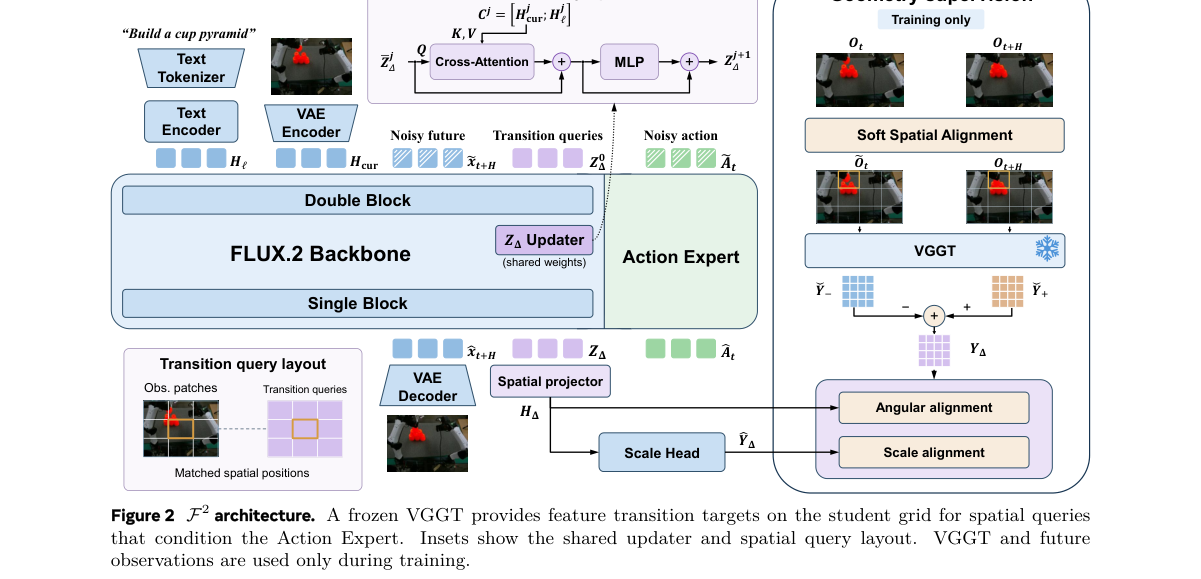 Geometry Supervision
Training only
C^j = [H^j_cur; H^j_ℓ]
K, V
Z̄^j_Δ
Q
Cross-Attention
+
MLP
+
Z^{j+1}_Δ
“Build a cup pyramid”
Text
Tokenizer
Text
Encoder
VAE
Encoder
H_ℓ
H_cur
Noisy future
x̃_{t+H}
Transition queries
Z^0_Δ
Noisy action
Ã_t
Double Block
FLUX.2 Backbone
Z_Δ Updater
(shared weights)
Single Block
Action Expert
x̂_{t+H}
Z_Δ
Â_t
VAE
Decoder
Spatial projector
H_Δ
Scale Head
Ŷ_Δ
Transition query layout
Obs. patches
Transition queries
Matched spatial positions
O_t
O_{t+H}
Soft Spatial Alignment
Õ_t
O_{t+H}
VGGT
Y̆_−
Y̆_+
−
+
+
Y_Δ
Angular alignment
Scale alignment
Figure 2 ℱ² architecture. A frozen VGGT provides feature transition targets on the student grid for spatial queries
that condition the Action Expert. Insets show the shared updater and spatial query layout. VGGT and future
observations are used only during training.